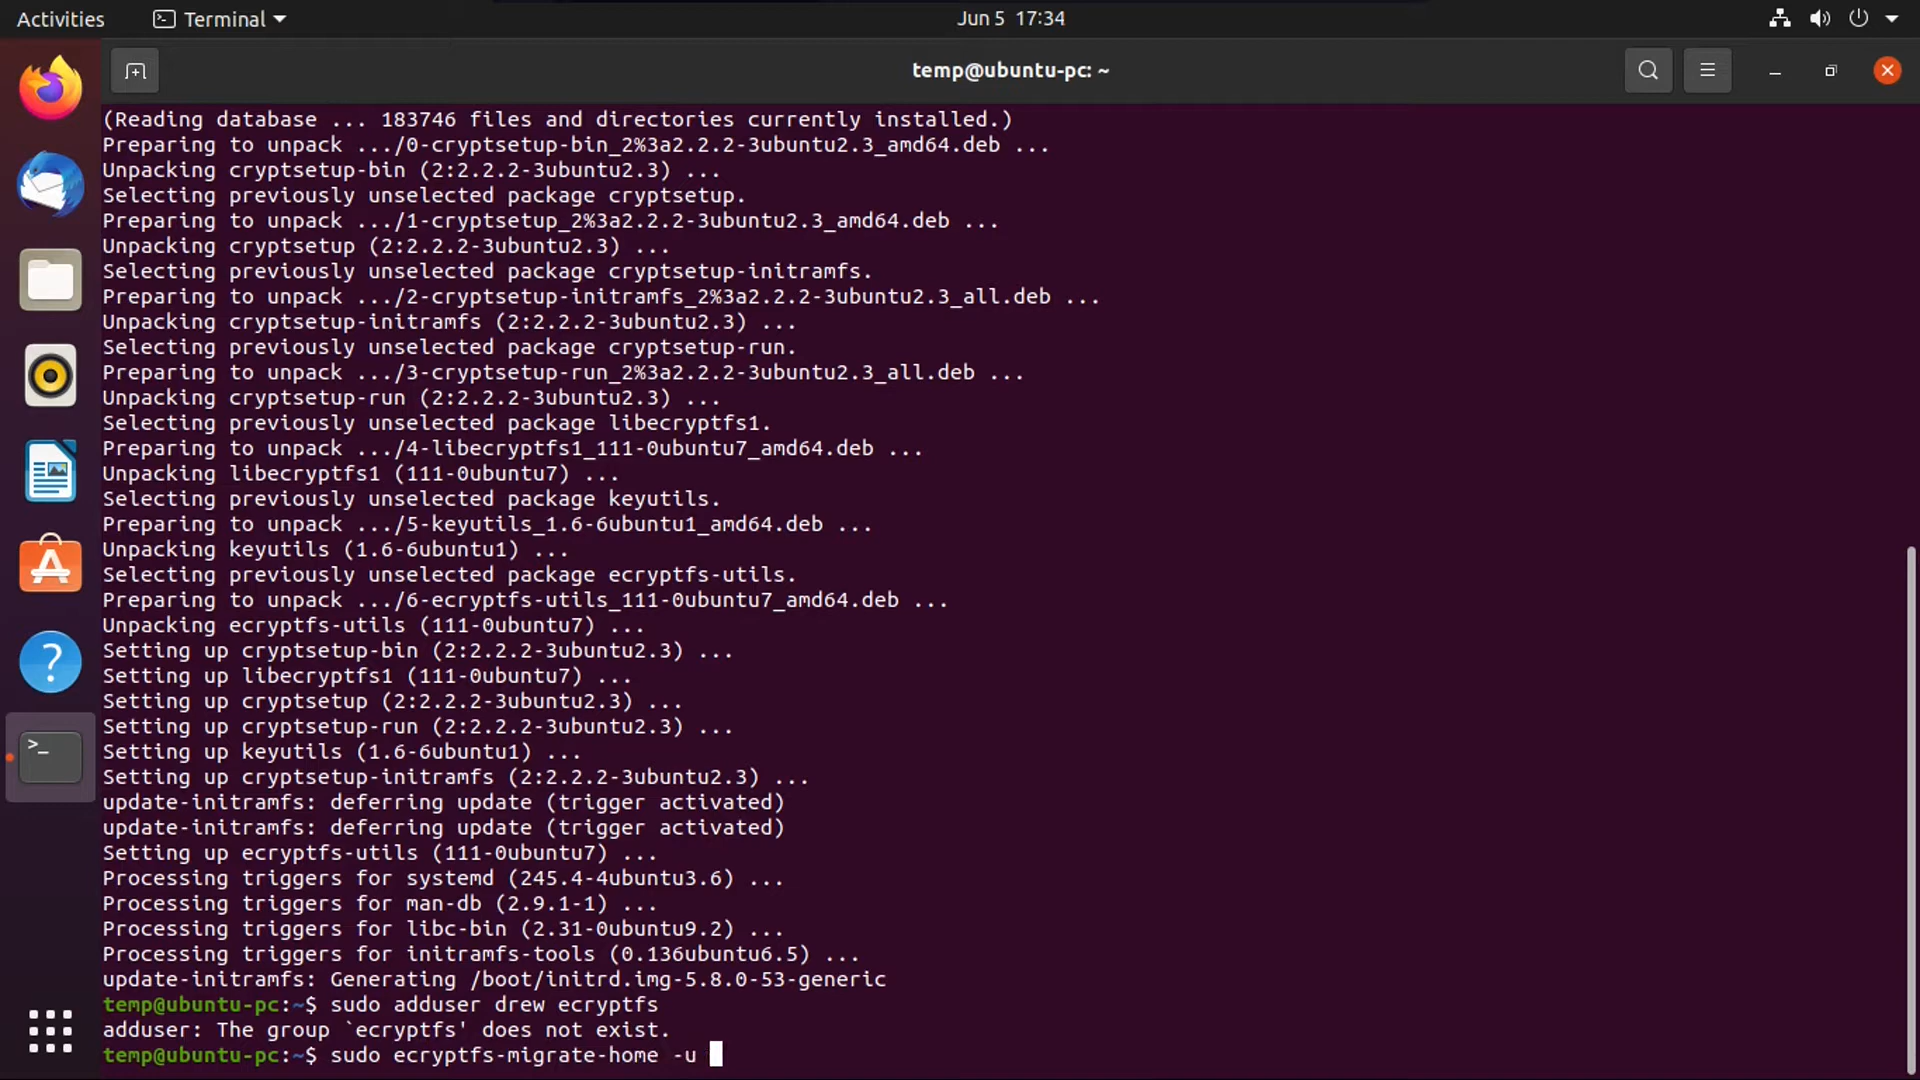 Activities
Terminal
Jun 5 17:34
temp@ubuntu-pc: ~
(Reading database ... 183746 files and directories currently installed.)
Preparing to unpack .../0-cryptsetup-bin_2%3a2.2.2-3ubuntu2.3_amd64.deb ...
Unpacking cryptsetup-bin (2:2.2.2-3ubuntu2.3) ...
Selecting previously unselected package cryptsetup.
Preparing to unpack .../1-cryptsetup_2%3a2.2.2-3ubuntu2.3_amd64.deb ...
Unpacking cryptsetup (2:2.2.2-3ubuntu2.3) ...
Selecting previously unselected package cryptsetup-initramfs.
Preparing to unpack .../2-cryptsetup-initramfs_2%3a2.2.2-3ubuntu2.3_all.deb ...
Unpacking cryptsetup-initramfs (2:2.2.2-3ubuntu2.3) ...
Selecting previously unselected package cryptsetup-run.
Preparing to unpack .../3-cryptsetup-run_2%3a2.2.2-3ubuntu2.3_all.deb ...
Unpacking cryptsetup-run (2:2.2.2-3ubuntu2.3) ...
Selecting previously unselected package libecryptfs1.
Preparing to unpack .../4-libecryptfs1_111-0ubuntu7_amd64.deb ...
Unpacking libecryptfs1 (111-0ubuntu7) ...
Selecting previously unselected package keyutils.
Preparing to unpack .../5-keyutils_1.6-6ubuntu1_amd64.deb ...
Unpacking keyutils (1.6-6ubuntu1) ...
Selecting previously unselected package ecryptfs-utils.
Preparing to unpack .../6-ecryptfs-utils_111-0ubuntu7_amd64.deb ...
Unpacking ecryptfs-utils (111-0ubuntu7) ...
Setting up cryptsetup-bin (2:2.2.2-3ubuntu2.3) ...
Setting up libecryptfs1 (111-0ubuntu7) ...
Setting up cryptsetup (2:2.2.2-3ubuntu2.3) ...
Setting up cryptsetup-run (2:2.2.2-3ubuntu2.3) ...
Setting up keyutils (1.6-6ubuntu1) ...
Setting up cryptsetup-initramfs (2:2.2.2-3ubuntu2.3) ...
update-initramfs: deferring update (trigger activated)
update-initramfs: deferring update (trigger activated)
Setting up ecryptfs-utils (111-0ubuntu7) ...
Processing triggers for systemd (245.4-4ubuntu3.6) ...
Processing triggers for man-db (2.9.1-1) ...
Processing triggers for libc-bin (2.31-0ubuntu9.2) ...
Processing triggers for initramfs-tools (0.136ubuntu6.5) ...
update-initramfs: Generating /boot/initrd.img-5.8.0-53-generic
temp@ubuntu-pc:~$ sudo adduser drew ecryptfs
adduser: The group `ecryptfs' does not exist.
temp@ubuntu-pc:~$ sudo ecryptfs-migrate-home -u